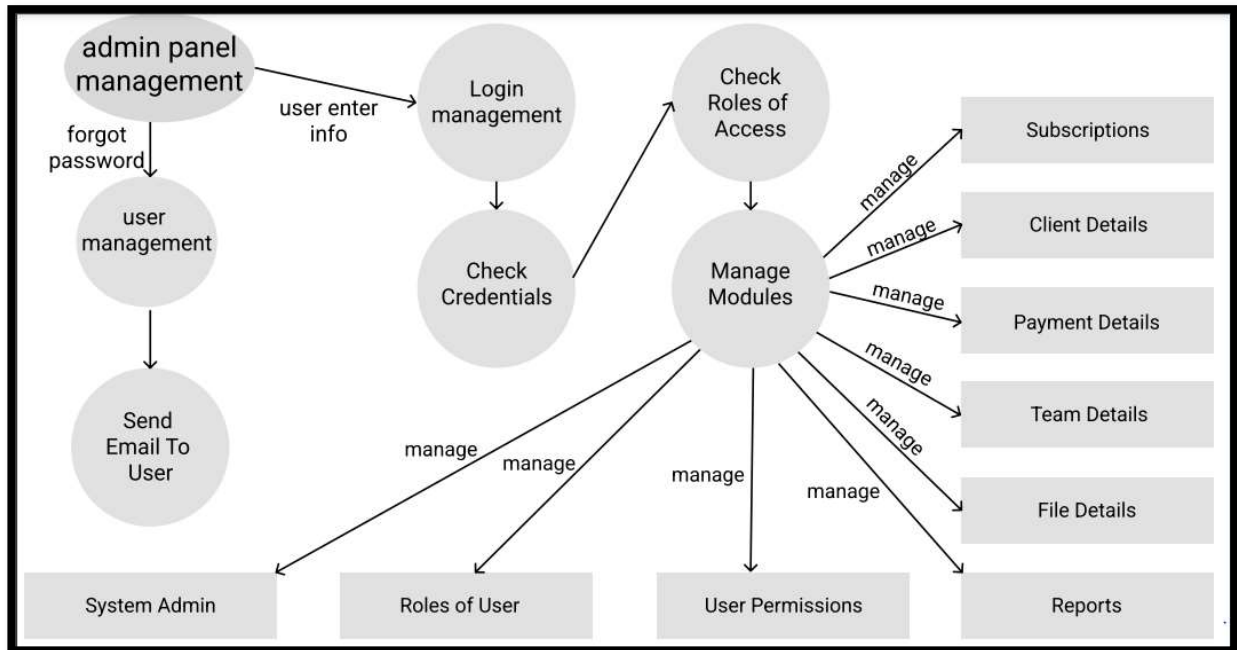 admin panel
management
user enter
info
forgot
password
Login
management
Check
Roles of
Access
user
management
Check
Credentials
Manage
Modules
Send
Email To
User
manage
Subscriptions
manage
Client Details
manage
Payment Details
manage
Team Details
manage
File Details
manage
manage
manage
manage
System Admin
Roles of User
User Permissions
Reports